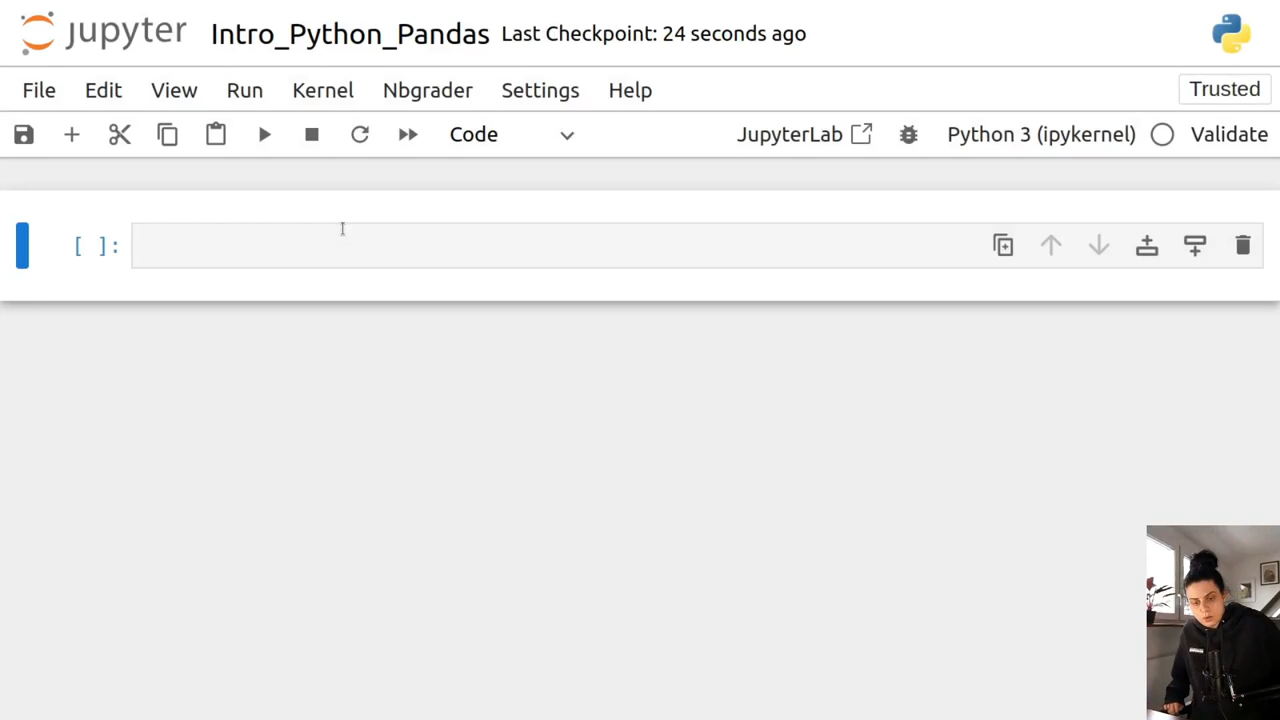 jupyter Intro_Python_Pandas Last Checkpoint: 24 seconds ago
File Edit View Run Kernel Nbgrader Settings Help Trusted
Code JupyterLab Python 3 (ipykernel) Validate
[ ]: